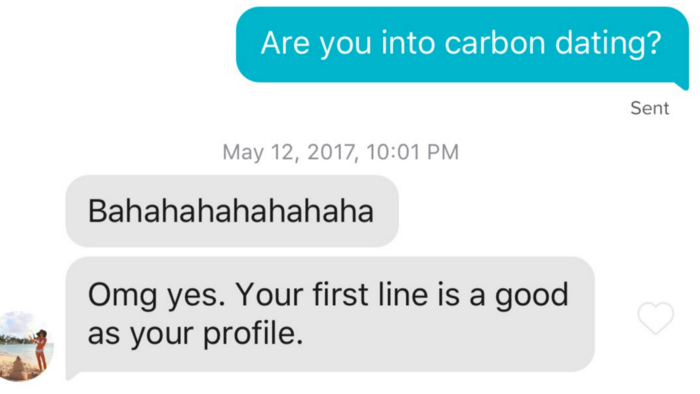 Are you into carbon dating?
Sent
May 12, 2017, 10:01 PM
Bahahahahahahaha
Omg yes. Your first line is a good
as your profile.